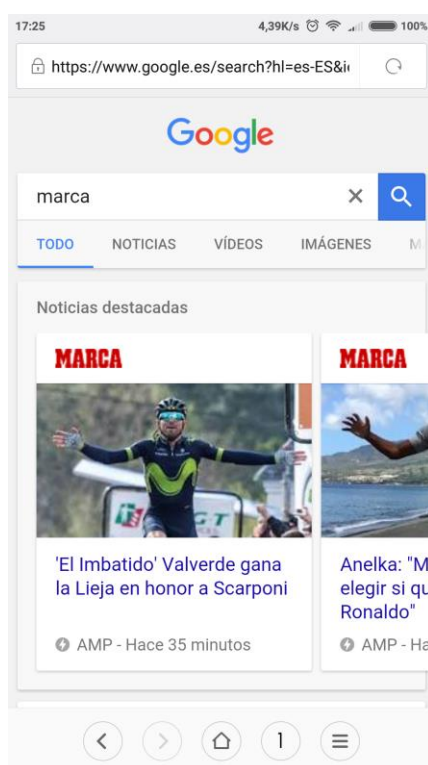 17:25 4,39K/s 100%
https://www.google.es/search?hl=es-ES&i
Google
marca
TODO NOTICIAS VÍDEOS IMÁGENES M
Noticias destacadas
MARCA
MARCA
'El Imbatido' Valverde gana
la Lieja en honor a Scarponi
AMP - Hace 35 minutos
Anelka: "M
elegir si qu
Ronaldo"
AMP - Ha
1